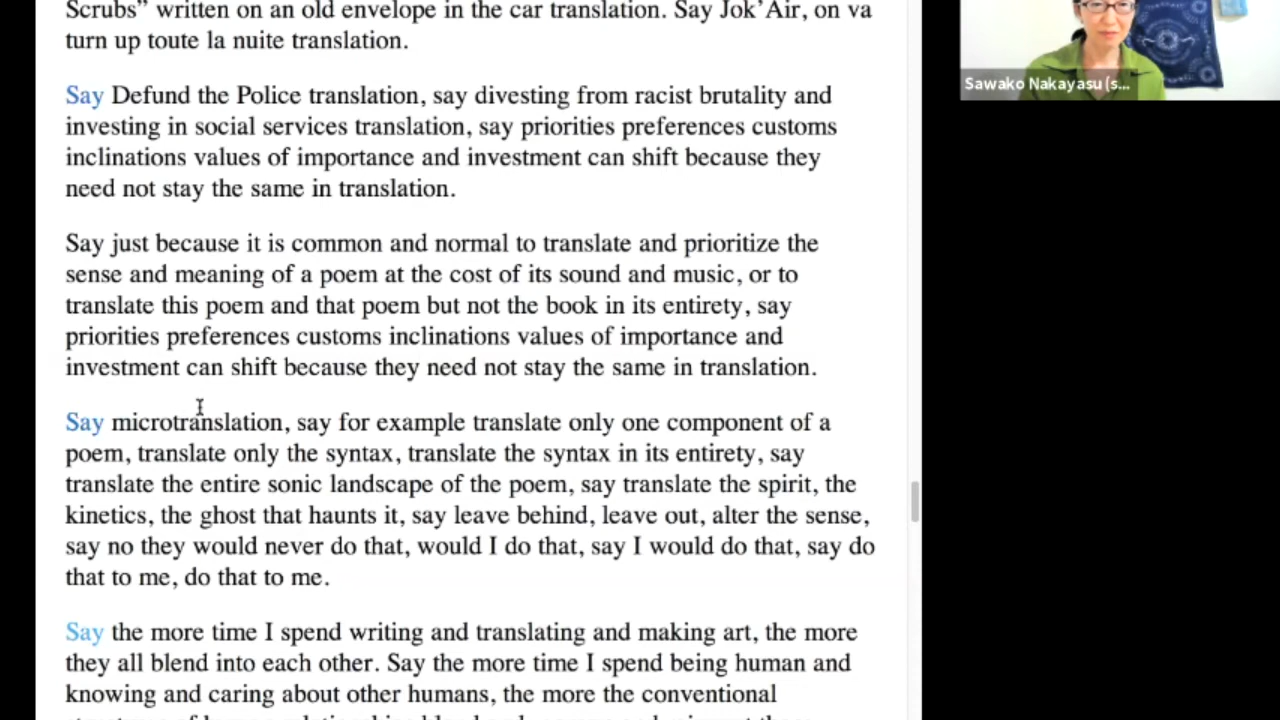 Scrubs” written on an old envelope in the car translation. Say Jok’Air, on va
turn up toute la nuite translation.
Say Defund the Police translation, say divesting from racist brutality and
investing in social services translation, say priorities preferences customs
inclinations values of importance and investment can shift because they
need not stay the same in translation.
Say just because it is common and normal to translate and prioritize the
sense and meaning of a poem at the cost of its sound and music, or to
translate this poem and that poem but not the book in its entirety, say
priorities preferences customs inclinations values of importance and
investment can shift because they need not stay the same in translation.
Say microtranslation, say for example translate only one component of a
poem, translate only the syntax, translate the syntax in its entirety, say
translate the entire sonic landscape of the poem, say translate the spirit, the
kinetics, the ghost that haunts it, say leave behind, leave out, alter the sense,
say no they would never do that, would I do that, say I would do that, say do
that to me, do that to me.
Say the more time I spend writing and translating and making art, the more
they all blend into each other. Say the more time I spend being human and
knowing and caring about other humans, the more the conventional
Sawako Nakayasu (s...